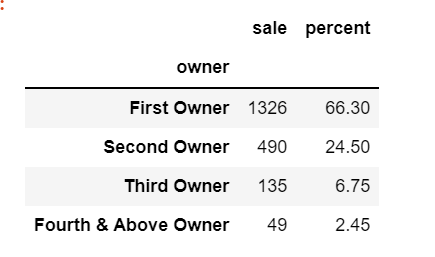 :
sale percent
owner
First Owner 1326 66.30
Second Owner 490 24.50
Third Owner 135 6.75
Fourth & Above Owner 49 2.45